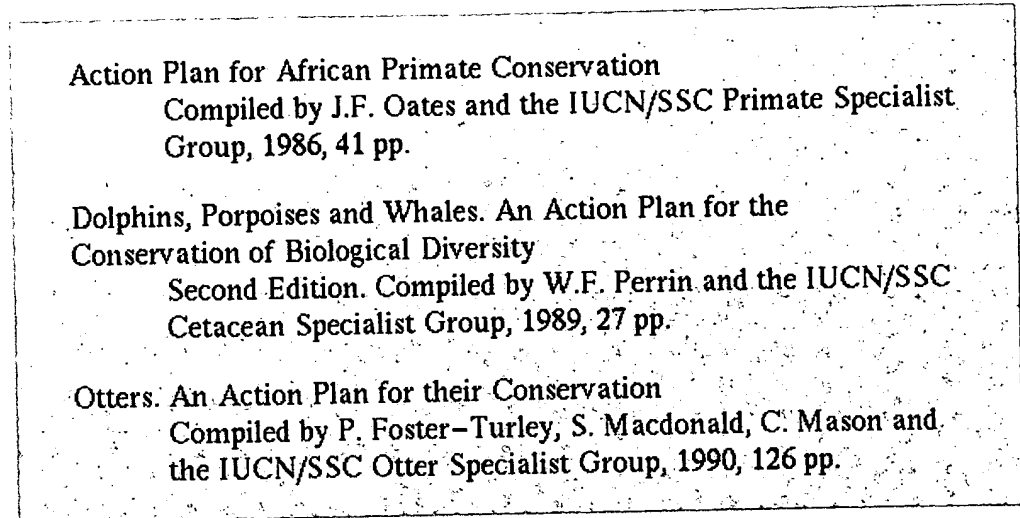 Action Plan for African Primate Conservation
Compiled by J.F. Oates and the IUCN/SSC Primate Specialist
Group, 1986, 41 pp.
Dolphins, Porpoises and Whales. An Action Plan for the
Conservation of Biological Diversity
Second Edition. Compiled by W.F. Perrin and the IUCN/SSC
Cetacean Specialist Group, 1989, 27 pp.
Otters. An Action Plan for their Conservation
Compiled by P. Foster–Turley, S. Macdonald, C. Mason and
the IUCN/SSC Otter Specialist Group, 1990, 126 pp.